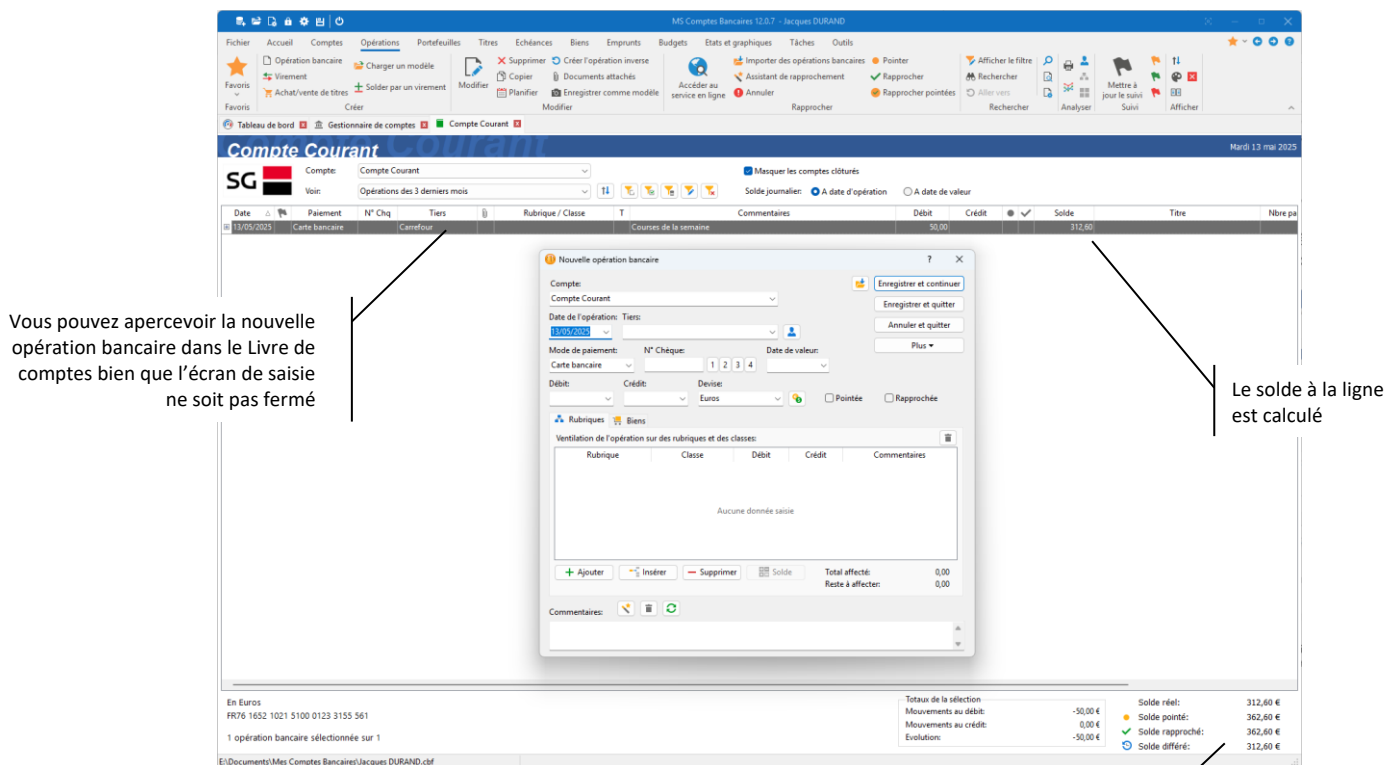 MS Comptes Bancaires 12.0.7 - Jacques DURAND
Fichier Accueil Comptes Opérations Portefeuilles Titres Echéances Biens Emprunts Budgets Etats et graphiques Tâches Outils
Favoris
Opération bancaire
Virement
Achat/vente de titres
Charger un modèle
Solder par un virement
Modifier
Supprimer
Copier
Planifier
Créer l'opération inverse
Documents attachés
Enregistrer comme modèle
Accéder au
service en ligne
Importer des opérations bancaires
Assistant de rapprochement
Annuler
Pointer
Rapprocher
Rapprocher pointées
Afficher le filtre
Rechercher
Aller vers
Mettre à
jour le suivi
Favoris Créer Modifier Rapprocher Rechercher Analyser Suivi Afficher
Tableau de bord Gestionnaire de comptes Compte Courant
Compte Courant
Mardi 13 mai 2025
SG
Compte: Compte Courant
Masquer les comptes clôturés
Voir: Opérations des 3 derniers mois
Solde journalier: A date d'opération A date de valeur
Date Paiement N° Chq Tiers Rubrique / Classe T Commentaires Débit Crédit Solde Titre Nbre pa
13/05/2025 Carte bancaire Carrefour Courses de la semaine 50,00 312,60
Vous pouvez apercevoir la nouvelle
opération bancaire dans le Livre de
comptes bien que l'écran de saisie
ne soit pas fermé
Nouvelle opération bancaire ?
Compte:
Compte Courant
Enregistrer et continuer
Enregistrer et quitter
Annuler et quitter
Plus
Date de l'opération: Tiers:
13/05/2025
Mode de paiement: N° Chèque: Date de valeur:
Carte bancaire 1 2 3 4
Débit: Crédit: Devise:
Euros Pointée Rapprochée
Rubriques Biens
Ventilation de l'opération sur des rubriques et des classes:
Rubrique Classe Débit Crédit Commentaires
Aucune donnée saisie
Ajouter Insérer Supprimer Solde
Total affecté: 0,00
Reste à affecter: 0,00
Commentaires:
Le solde à la ligne
est calculé
En Euros
FR76 1652 1021 5100 0123 3155 561
1 opération bancaire sélectionnée sur 1
Totaux de la sélection
Mouvements au débit: -50,00 €
Mouvements au crédit: 0,00 €
Evolution: -50,00 €
Solde réel: 312,60 €
Solde pointé: 362,60 €
Solde rapproché: 362,60 €
Solde différé: 312,60 €
E:\Documents\Mes Comptes Bancaires\Jacques DURAND.cbf